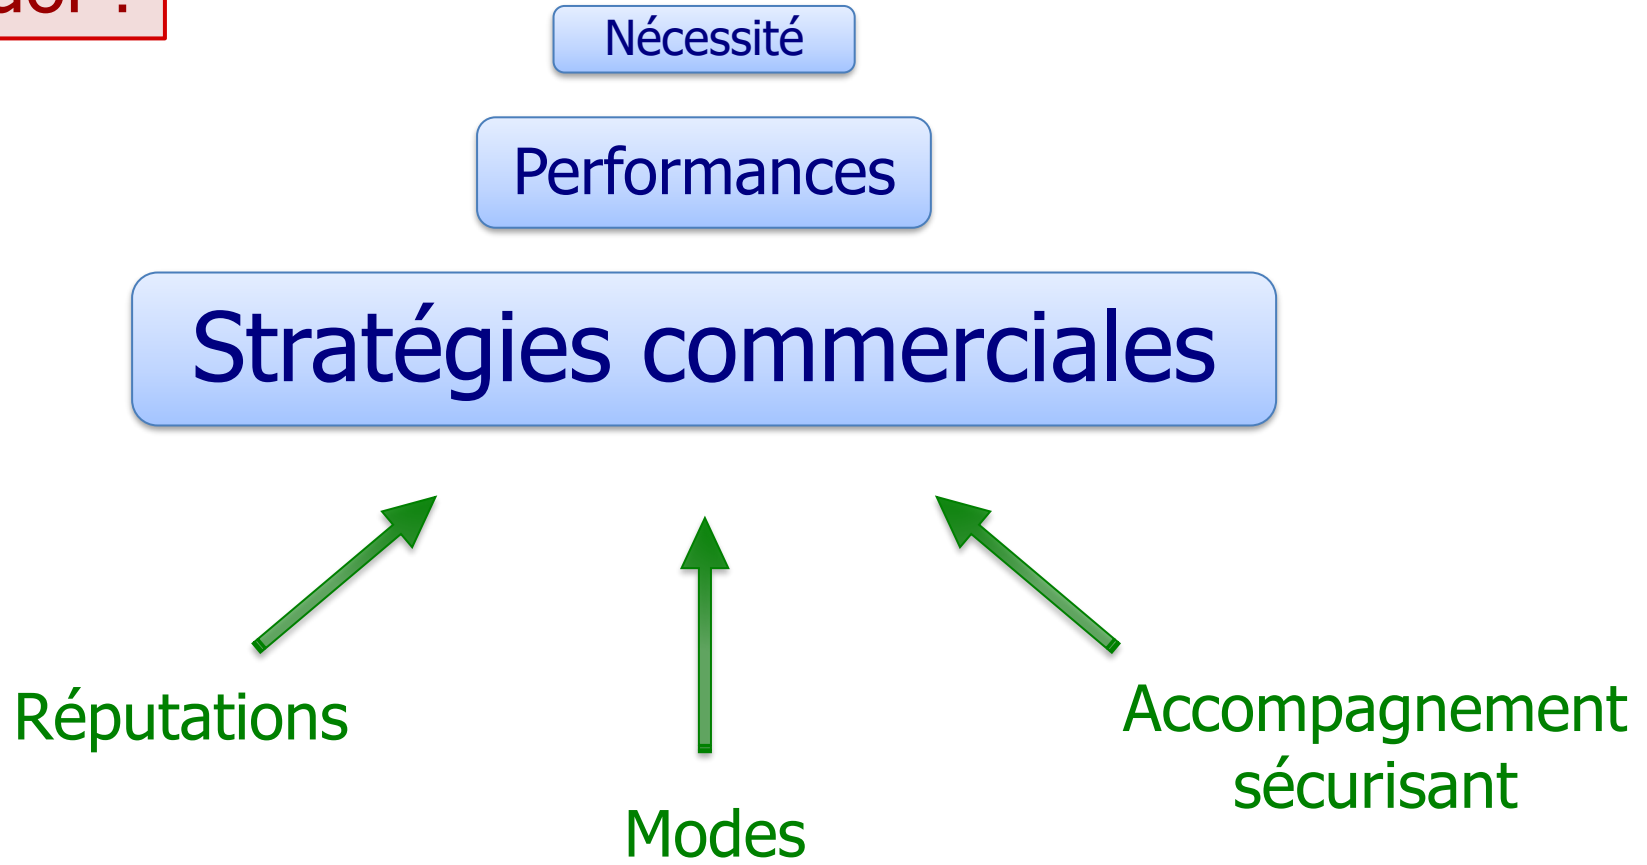 Nécessité
Performances
Stratégies commerciales
Réputations
Accompagnement
sécurisant
Modes